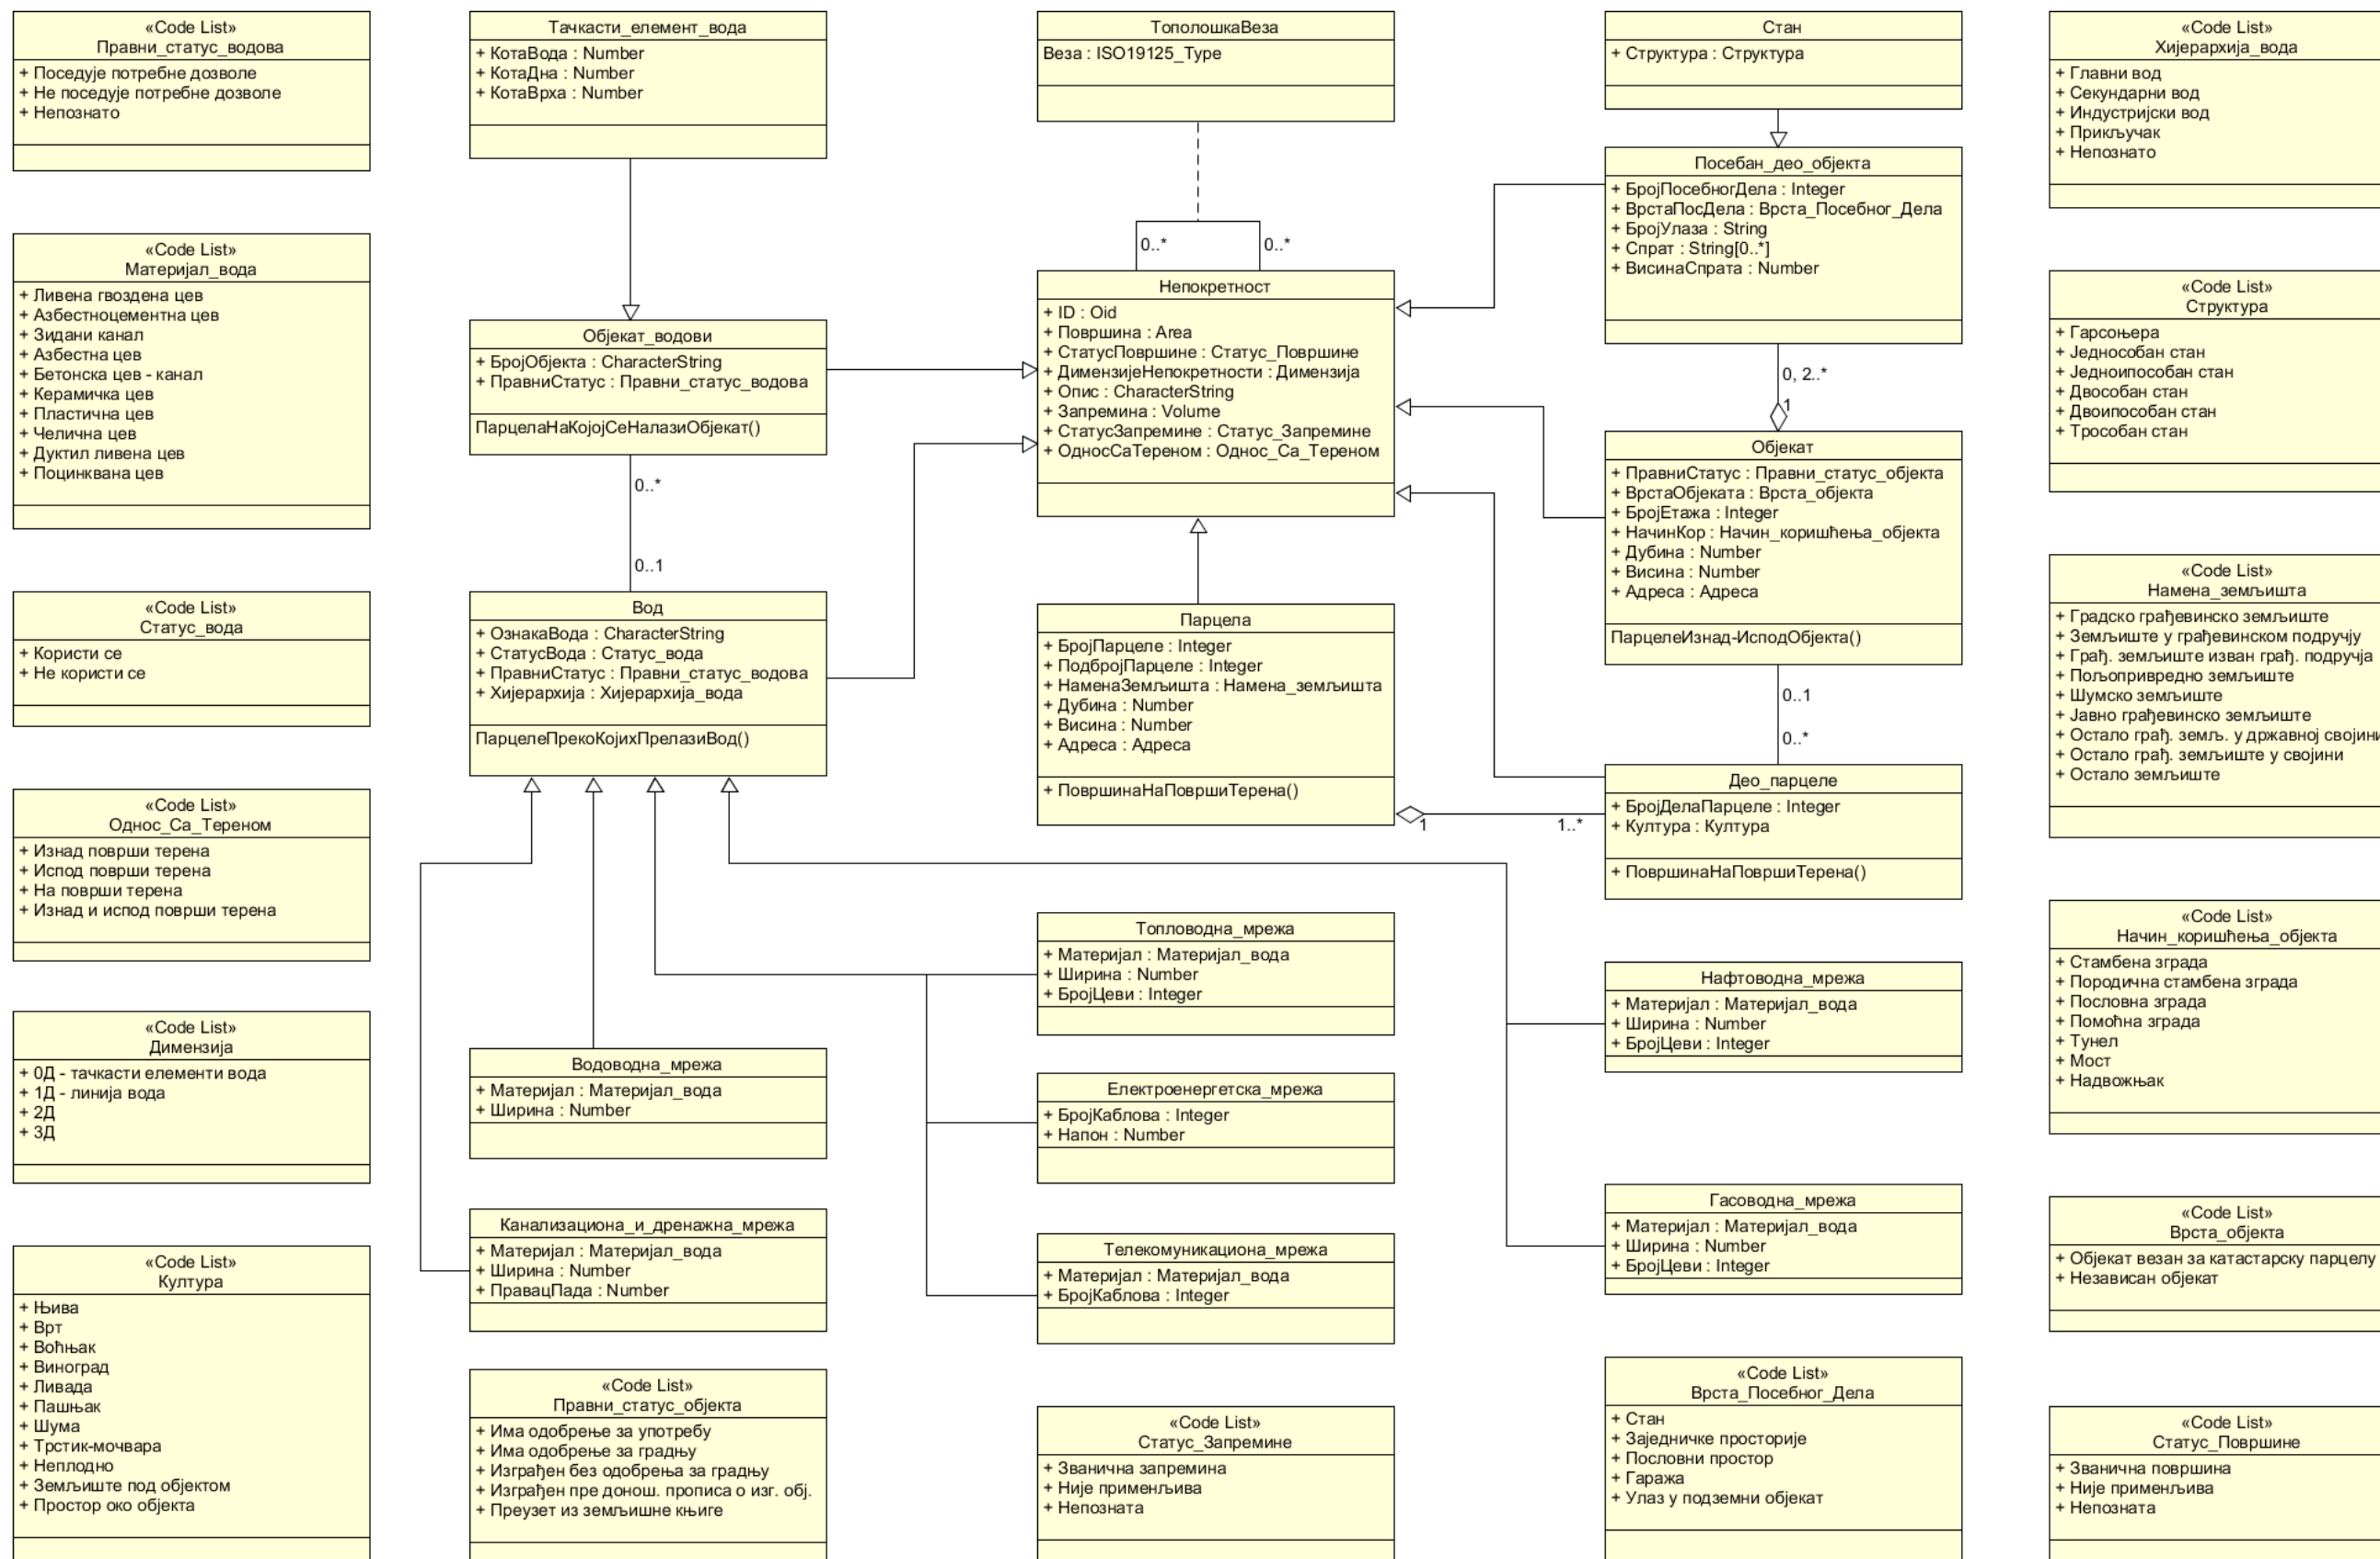 «Code List»
Правни_статус_водова
+ Поседује потребне дозволе
+ Не поседује потребне дозволе
+ Непознато
«Code List»
Материјал_вода
+ Ливена гвоздена цев
+ Азбестноцементна цев
+ Зидани канал
+ Азбестна цев
+ Бетонска цев - канал
+ Керамичка цев
+ Пластична цев
+ Челична цев
+ Дуктил ливена цев
+ Поцинквана цев
«Code List»
Статус_вода
+ Користи се
+ Не користи се
«Code List»
Однос_Са_Тереном
+ Изнад површи терена
+ Испод површи терена
+ На површи терена
+ Изнад и испод површи терена
«Code List»
Димензија
+ 0Д - тачкасти елементи вода
+ 1Д - линија вода
+ 2Д
+ 3Д
«Code List»
Култура
+ Њива
+ Врт
+ Воћњак
+ Виноград
+ Ливада
+ Пашњак
+ Шума
+ Трстик-мочвара
+ Неплодно
+ Земљиште под објектом
+ Простор око објекта
Тачкасти_елемент_вода
+ КотаВода : Number
+ КотаДна : Number
+ КотаВрха : Number
Објекат_водови
+ БројОбјекта : CharacterString
+ ПравниСтатус : Правни_статус_водова
ПарцелаНаКојојСеНалазиОбјекат()
0..*
0..1
Вод
+ ОзнакаВода : CharacterString
+ СтатусВода : Статус_вода
+ ПравниСтатус : Правни_статус_водова
+ Хијерархија : Хијерархија_вода
ПарцелеПрекоКојихПрелазиВод()
Водоводна_мрежа
+ Материјал : Материјал_вода
+ Ширина : Number
Канализациона_и_дренажна_мрежа
+ Материјал : Материјал_вода
+ Ширина : Number
+ ПравацПада : Number
«Code List»
Правни_статус_објекта
+ Има одобрење за употребу
+ Има одобрење за градњу
+ Изграђен без одобрења за градњу
+ Изграђен пре донош. прописа о изг. обј.
+ Преузет из земљишне књиге
ТополошкаВеза
Веза : ISO19125_Type
0..*
0..*
Непокретност
+ ID : Oid
+ Површина : Area
+ СтатусПовршине : Статус_Површине
+ ДимензијеНепокретности : Димензија
+ Опис : CharacterString
+ Запремина : Volume
+ СтатусЗапремине : Статус_Запремине
+ ОдносСаТереном : Однос_Са_Тереном
Парцела
+ БројПарцеле : Integer
+ ПодбројПарцеле : Integer
+ НаменаЗемљишта : Намена_земљишта
+ Дубина : Number
+ Висина : Number
+ Адреса : Адреса
+ ПовршинаНаПовршиТерена()
1
1..*
Топловодна_мрежа
+ Материјал : Материјал_вода
+ Ширина : Number
+ БројЦеви : Integer
Електроенергетска_мрежа
+ БројКаблова : Integer
+ Напон : Number
Телекомуникациона_мрежа
+ Материјал : Материјал_вода
+ БројКаблова : Integer
«Code List»
Статус_Запремине
+ Званична запремина
+ Није применљива
+ Непозната
Стан
+ Структура : Структура
Посебан_део_објекта
+ БројПосебногДела : Integer
+ ВрстаПосДела : Врста_Посебног_Дела
+ БројУлаза : String
+ Спрат : String[0..*]
+ ВисинаСпрата : Number
0, 2..*
1
Објекат
+ ПравниСтатус : Правни_статус_објекта
+ ВрстаОбјеката : Врста_објекта
+ БројЕтажа : Integer
+ НачинКор : Начин_коришћења_објекта
+ Дубина : Number
+ Висина : Number
+ Адреса : Адреса
ПарцелеИзнад-ИсподОбјекта()
0..1
0..*
Део_парцеле
+ БројДелаПарцеле : Integer
+ Култура : Култура
+ ПовршинаНаПовршиТерена()
Нафтоводна_мрежа
+ Материјал : Материјал_вода
+ Ширина : Number
+ БројЦеви : Integer
Гасоводна_мрежа
+ Материјал : Материјал_вода
+ Ширина : Number
+ БројЦеви : Integer
«Code List»
Врста_Посебног_Дела
+ Стан
+ Заједничке просторије
+ Пословни простор
+ Гаража
+ Улаз у подземни објекат
«Code List»
Хијерархија_вода
+ Главни вод
+ Секундарни вод
+ Индустријски вод
+ Прикључак
+ Непознато
«Code List»
Структура
+ Гарсоњера
+ Једнособан стан
+ Једноипособан стан
+ Двособан стан
+ Двоипособан стан
+ Трособан стан
«Code List»
Намена_земљишта
+ Градско грађевинско земљиште
+ Земљиште у грађевинском подручју
+ Грађ. земљиште изван грађ. подручја
+ Пољопривредно земљиште
+ Шумско земљиште
+ Јавно грађевинско земљиште
+ Остало грађ. земљ. у државној својини
+ Остало грађ. земљиште у својини
+ Остало земљиште
«Code List»
Начин_коришћења_објекта
+ Стамбена зграда
+ Породична стамбена зграда
+ Пословна зграда
+ Помоћна зграда
+ Тунел
+ Мост
+ Надвожњак
«Code List»
Врста_објекта
+ Објекат везан за катастарску парцелу
+ Независан објекат
«Code List»
Статус_Површине
+ Званична површина
+ Није применљива
+ Непозната